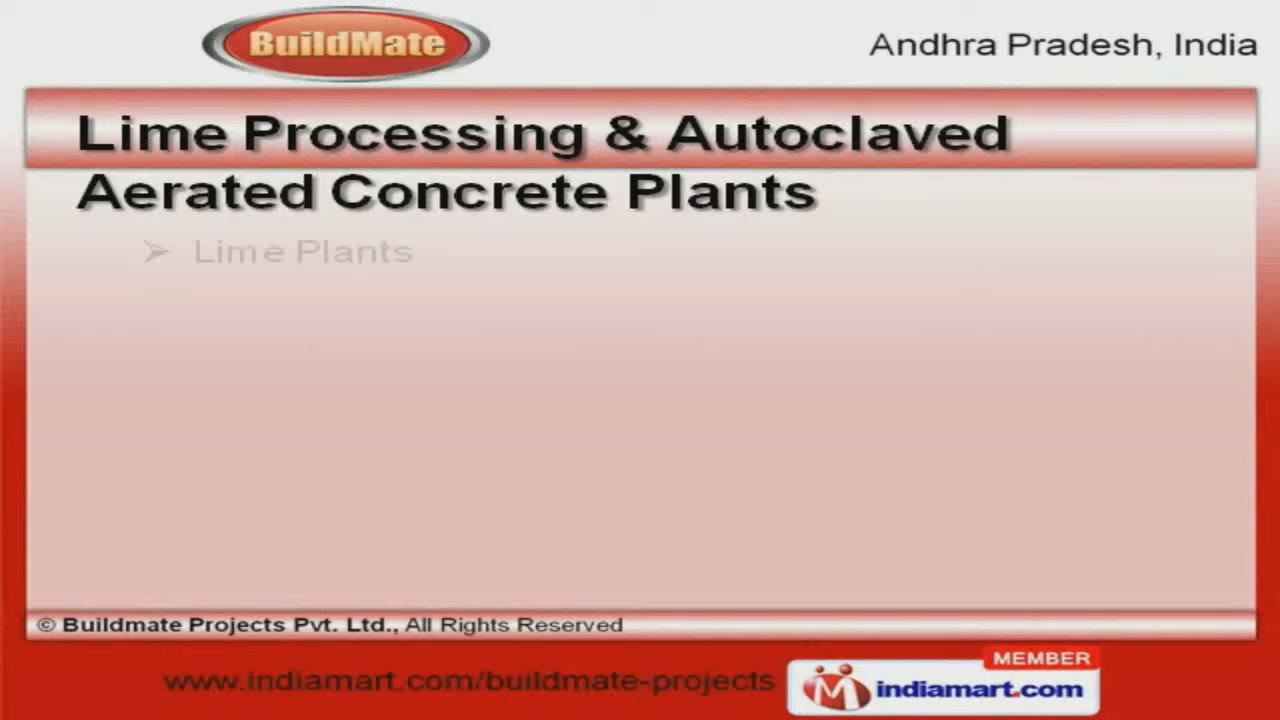 BuildMate
Andhra Pradesh, India
Lime Processing & Autoclaved
Aerated Concrete Plants
➢ Lime Plants
© Buildmate Projects Pvt. Ltd., All Rights Reserved
MEMBER
www.indiamart.com/buildmate-projects
indiamart.com